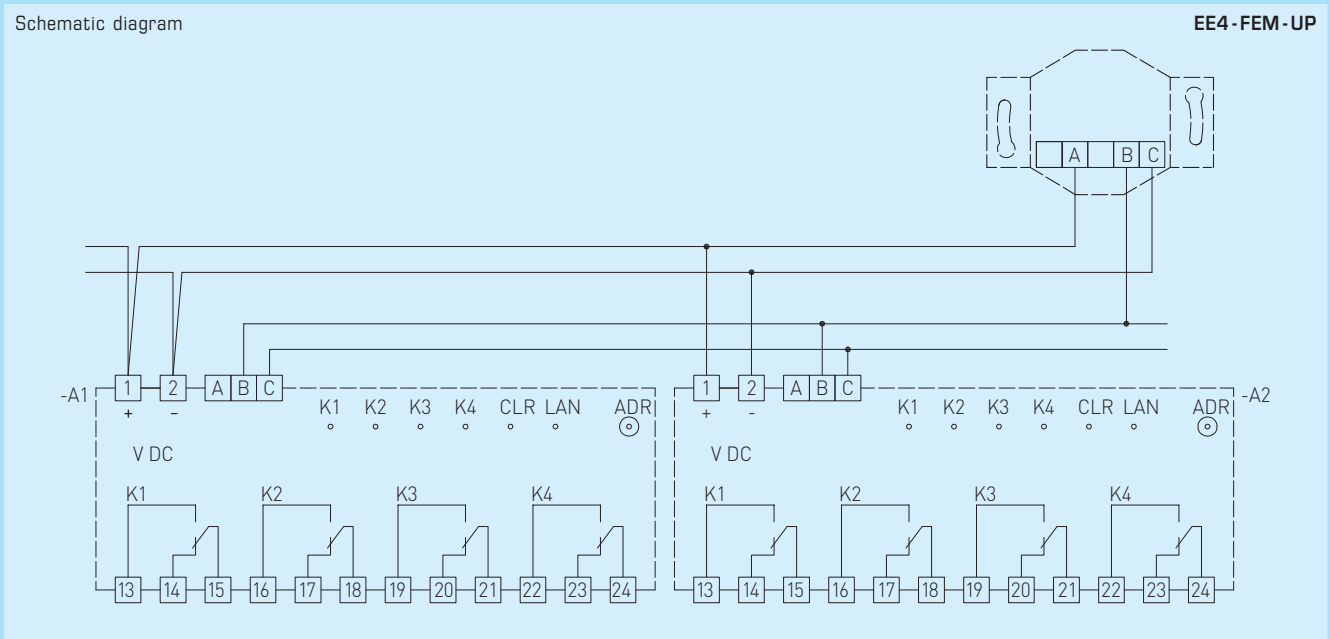 Schematic diagram EE4-FEM-UP
A B C
-A1 1 2 A B C 1 2 A B C -A2
+ - K1 K2 K3 K4 CLR LAN ADR + - K1 K2 K3 K4 CLR LAN ADR
V DC V DC
K1 K2 K3 K4 K1 K2 K3 K4
13 14 15 16 17 18 19 20 21 22 23 24 13 14 15 16 17 18 19 20 21 22 23 24